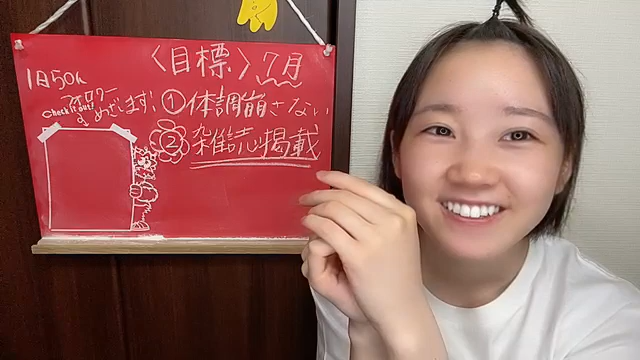 〈目標〉7月
①体調崩さない
②雑誌掲載
1日50人
フォロワー
めざします!
Check it out!